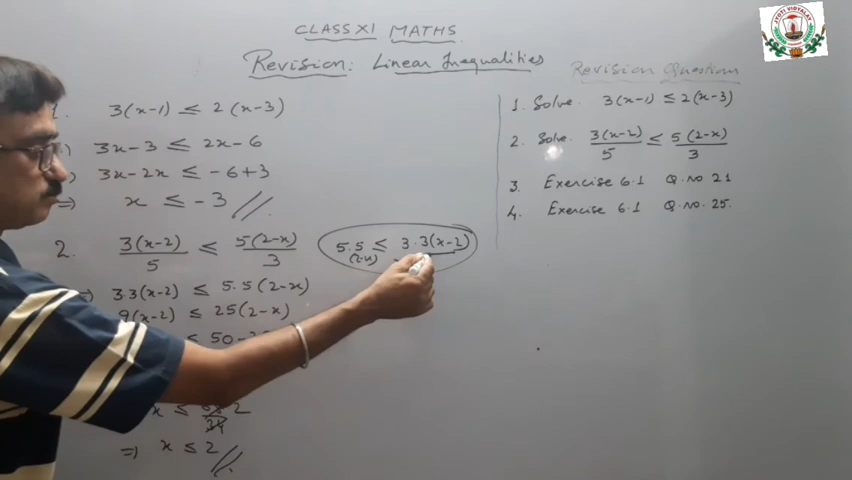 CLASS XI MATHS
Revision: Linear Inequalities
3(x-1) ≤ 2(x-3)
3x-3 ≤ 2x-6
3x-2x ≤ -6+3
⇒ x ≤ -3 //
2. 3(x-2)/5 ≤ 5(2-x)/3
3.3(x-2) ≤ 5.5(2-x)
9(x-2) ≤ 25(2-x)
≤ 50-
x ≤ 2
⇒ x ≤ 2 //
5.5 ≤ 3.3(x-2)
(2-x)
Revision Question
1. Solve. 3(x-1) ≤ 2(x-3)
2. Solve. 3(x-2)/5 ≤ 5(2-x)/3
3. Exercise 6.1 Q.No 21
4. Exercise 6.1 Q.No. 25.
JYOTI VIDYALAY